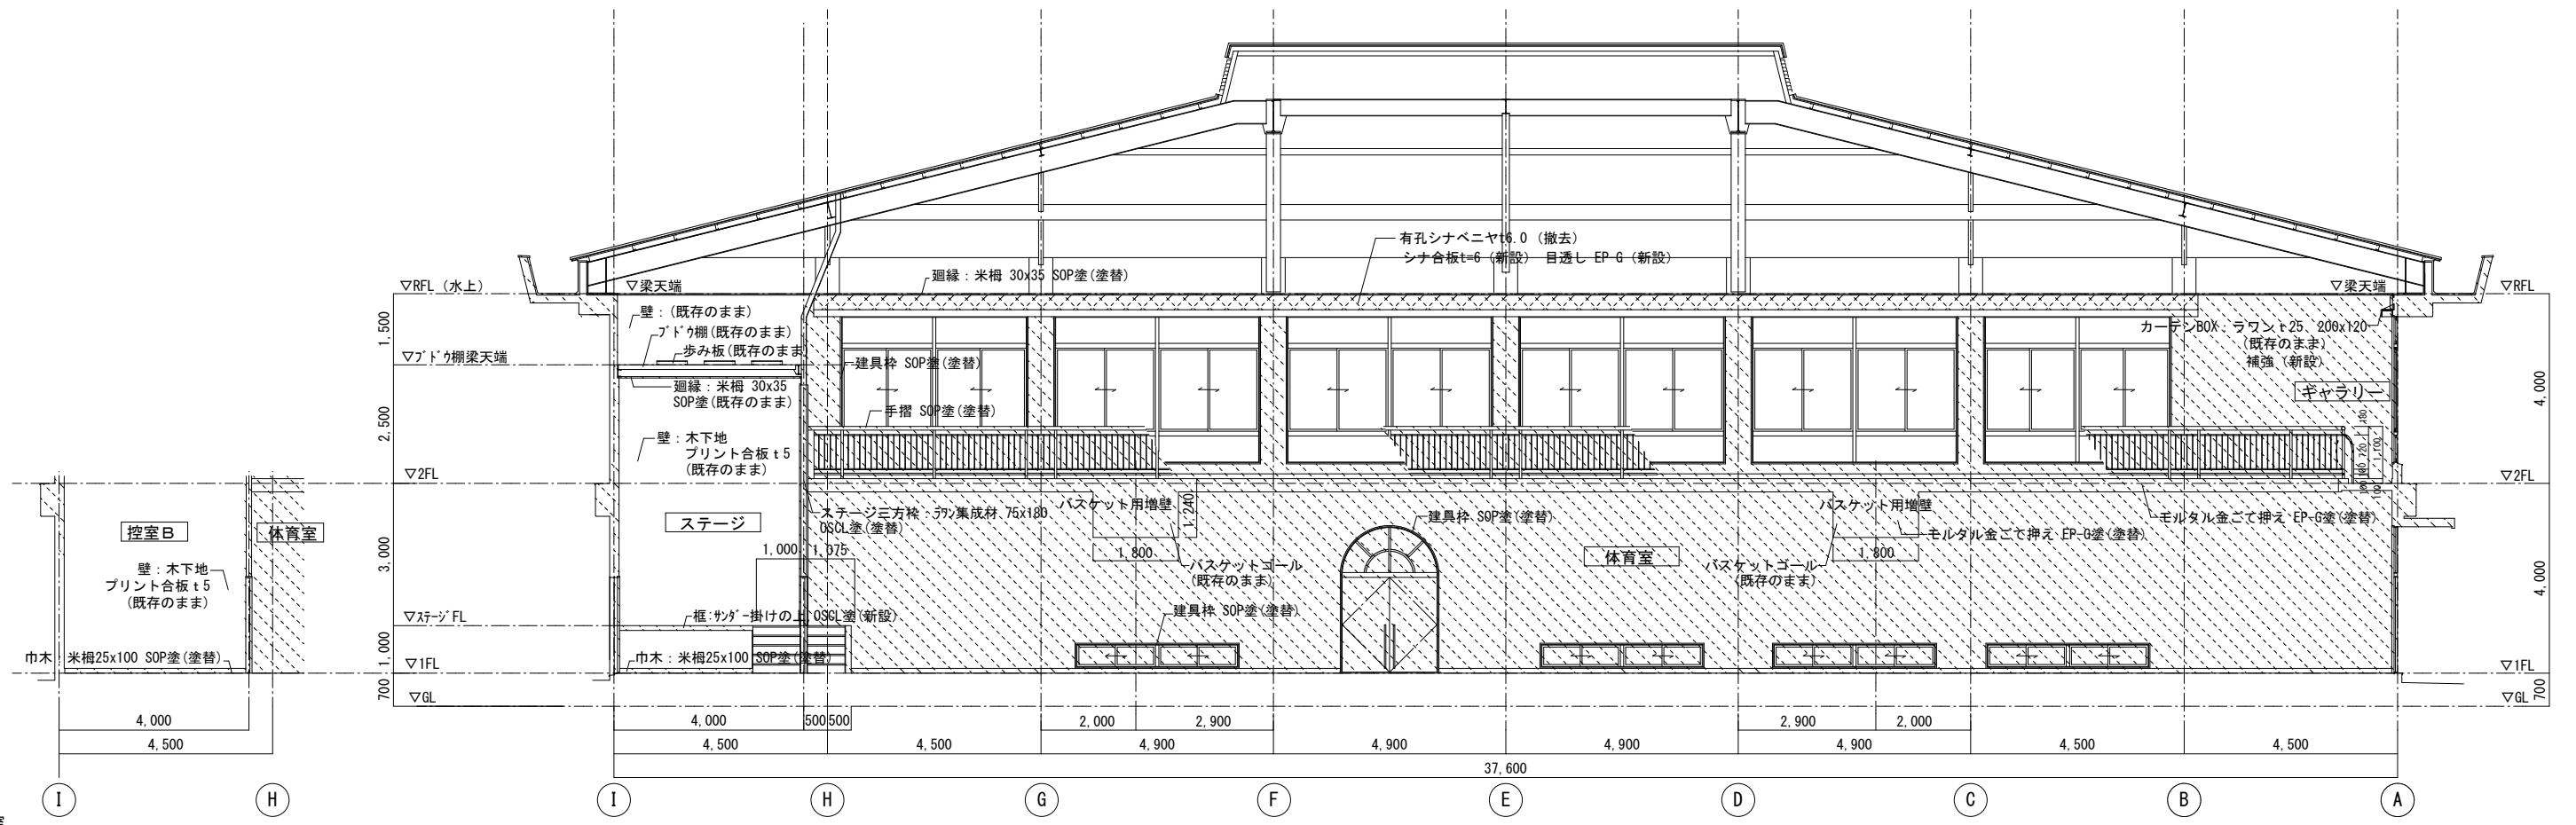 ▽RFL (水上)
▽梁天端
廻縁：米栂 30x35 SOP塗(塗替)
有孔シナベニヤt6.0 (撤去)
シナ合板t=6 (新設) 目透し EP-G (新設)
▽梁天端
▽RFL
壁：(既存のまま)
ブドウ棚(既存のまま)
歩み板(既存のまま)
カーテンBOX：ラワンt25、200x120
(既存のまま)
補強 (新設)
1,500
▽ブドウ棚梁天端
建具枠 SOP塗(塗替)
廻縁：米栂 30x35
SOP塗(既存のまま)
ギャラリー
4,000
手摺 SOP塗(塗替)
2,500
壁：木下地
プリント合板 t5
(既存のまま)
180
720
1,100
100
100
100
▽2FL
▽2FL
控室B
体育室
ステージ
ステージ三方枠：ラワン集成材 75x180
OSCL塗(塗替)
バスケット用増壁
1,240
1,800
バスケットゴール
(既存のまま)
建具枠 SOP塗(塗替)
体育室
バスケット用増壁
1,800
バスケットゴール
(既存のまま)
モルタル金ごて押え EP-G塗(塗替)
モルタル金ごて押え EP-G塗(塗替)
壁：木下地
プリント合板 t5
(既存のまま)
3,000
1,000
1,075
4,000
▽ステージFL
框:サンダー掛けの上 OSCL塗(新設)
建具枠 SOP塗(塗替)
巾木：米栂25x100 SOP塗(塗替)
1,000
▽1FL
巾木：米栂25x100 SOP塗(塗替)
▽1FL
700
▽GL
▽GL
700
4,000
4,500
4,000
500
500
2,000
2,900
2,900
2,000
4,500
4,500
4,900
4,900
4,900
4,900
4,500
4,500
37,600
I
H
I
H
G
F
E
D
C
B
A